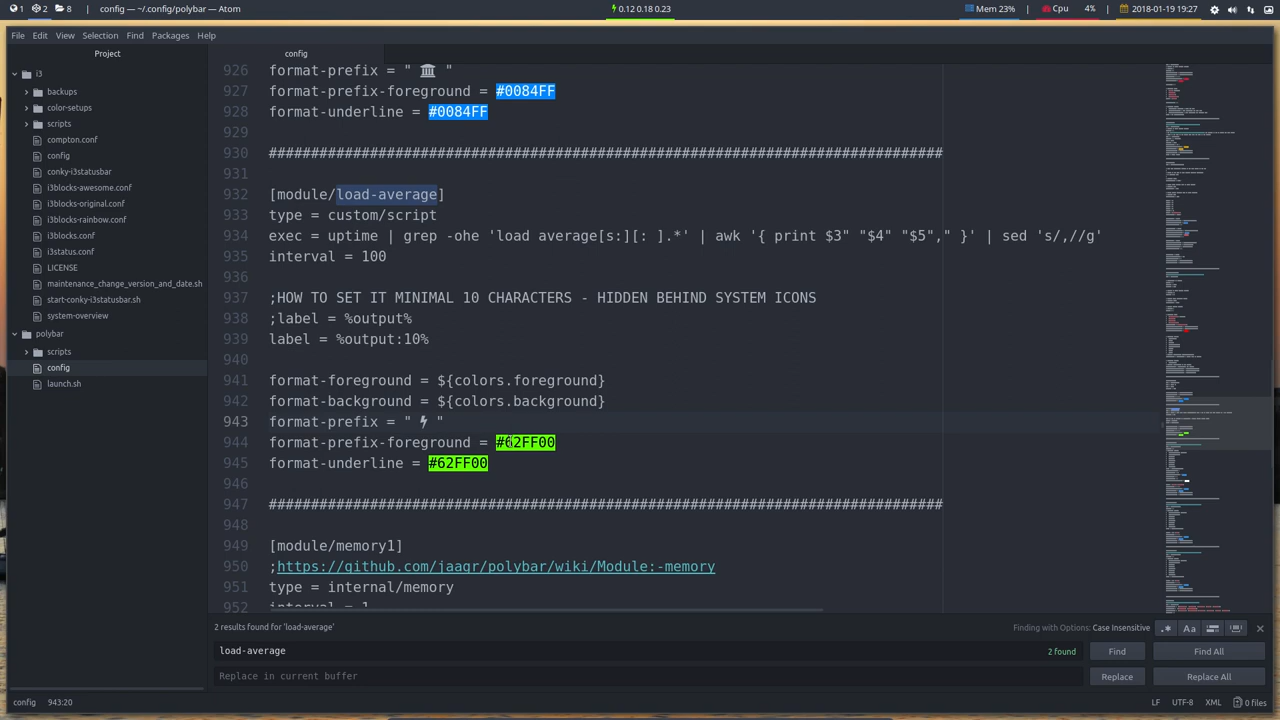 1 2 8 config — ~/.config/polybar — Atom 0.12 0.18 0.23 Mem 23% Cpu 4% 2018-01-19 19:27
File Edit View Selection Find Packages Help
Project
i3
backups
color-setups
scripts
compton.conf
config
conky-i3statusbar
i3blocks-awesome.conf
i3blocks-original.conf
i3blocks-rainbow.conf
i3blocks.conf
i3status.conf
LICENSE
maintenance_change_version_and_date.sh
start-conky-i3statusbar.sh
system-overview
polybar
scripts
config
launch.sh
config
926 format-prefix = " 🏛 "
927 format-prefix-foreground = #0084FF
928 format-underline = #0084FF
929
930 ################################################################################
931
932 [module/load-average]
933 type = custom/script
934 exec = uptime | grep -ohe 'load average[s:][: ].*' | awk '{ print $3" "$4" "$5"," }' | sed 's/,//g'
935 interval = 100
936
937 ;HOW TO SET IT MINIMAL 10 CHARACTERS - HIDDEN BEHIND SYSTEM ICONS
938 ;label = %output%
939 label = %output:10%
940
941 format-foreground = ${colors.foreground}
942 format-background = ${colors.background}
943 format-prefix = " ⚡ "
944 format-prefix-foreground = #62FF00
945 format-underline = #62FF00
946
947 ################################################################################
948
949 [module/memory1]
950 ;https://github.com/jaagr/polybar/wiki/Module:-memory
951 type = internal/memory
952 interval = 1
2 results found for 'load-average' Finding with Options: Case Insensitive .* Aa
load-average 2 found Find Find All
Replace in current buffer Replace Replace All
config 943:20 LF UTF-8 XML 0 files